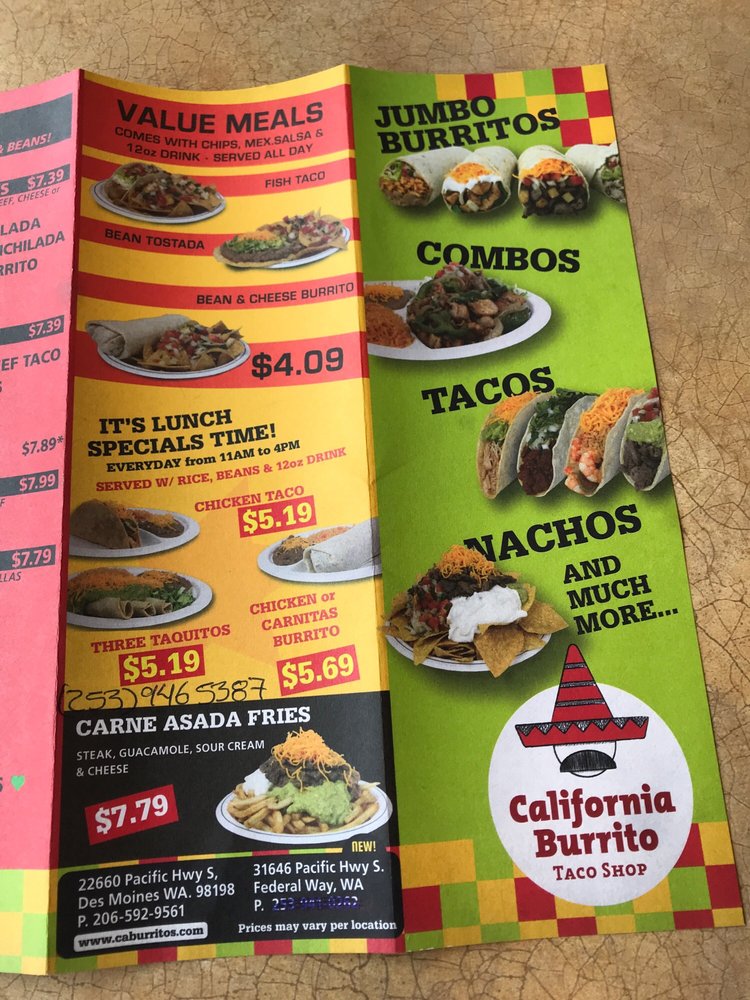 & BEANS!
$7.39
EEF, CHEESE or
LADA
NCHILADA
RRITO
$7.39
EF TACO
$7.89*
$7.99
$7.79
LLAS
VALUE MEALS
COMES WITH CHIPS, MEX.SALSA &
12oz DRINK - SERVED ALL DAY
FISH TACO
BEAN TOSTADA
BEAN & CHEESE BURRITO
$4.09
IT'S LUNCH
SPECIALS TIME!
EVERYDAY from 11AM to 4PM
SERVED W/ RICE, BEANS & 12oz DRINK
CHICKEN TACO
$5.19
THREE TAQUITOS
$5.19
CHICKEN or
CARNITAS
BURRITO
$5.69
(253) 946 5387
CARNE ASADA FRIES
STEAK, GUACAMOLE, SOUR CREAM
& CHEESE
$7.79
22660 Pacific Hwy S,
Des Moines WA. 98198
P. 206-592-9561
www.caburritos.com
NEW!
31646 Pacific Hwy S.
Federal Way, WA
P.
Prices may vary per location
JUMBO
BURRITOS
COMBOS
TACOS
NACHOS
AND
MUCH
MORE...
California
Burrito
TACO SHOP